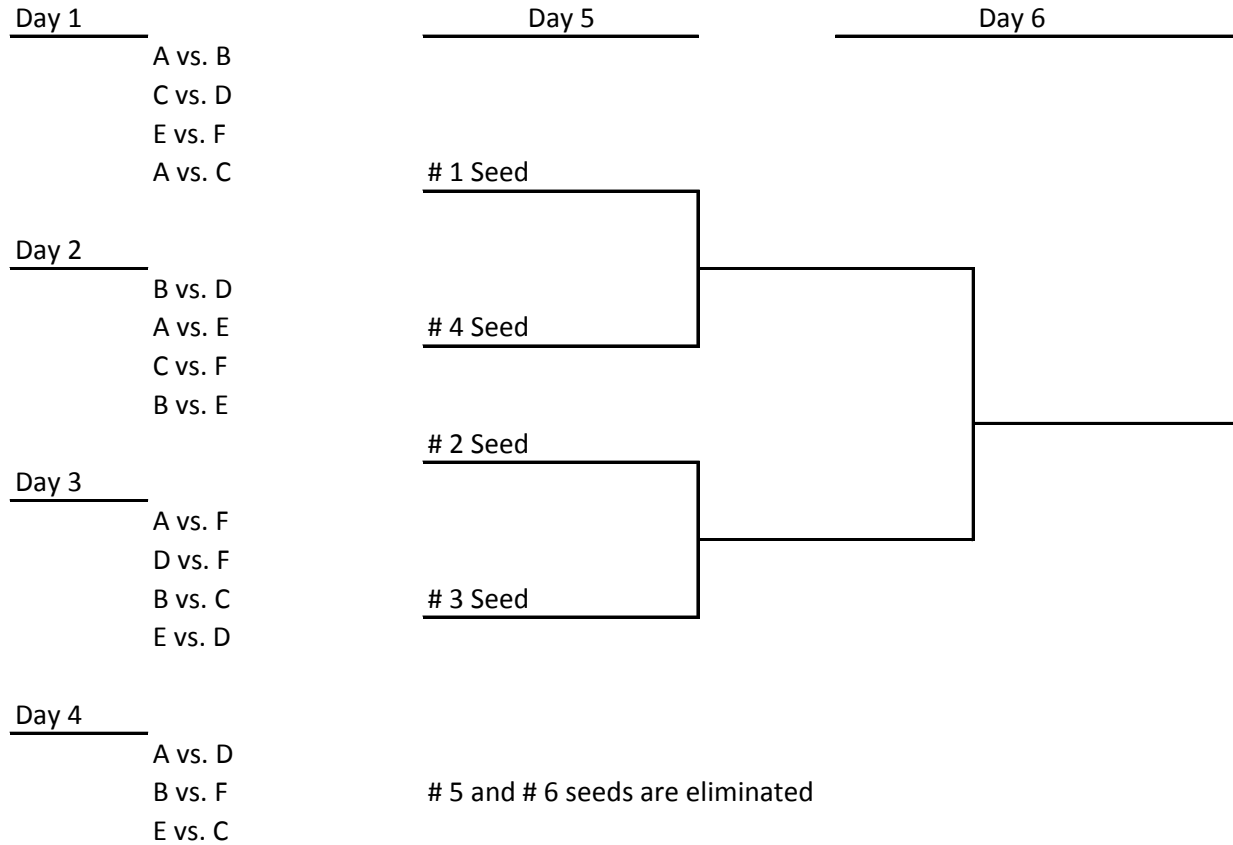 Day 1
A vs. B
C vs. D
E vs. F
A vs. C
Day 2
B vs. D
A vs. E
C vs. F
B vs. E
Day 3
A vs. F
D vs. F
B vs. C
E vs. D
Day 4
A vs. D
B vs. F
E vs. C
Day 5
# 1 Seed
# 4 Seed
# 2 Seed
# 3 Seed
# 5 and # 6 seeds are eliminated
Day 6